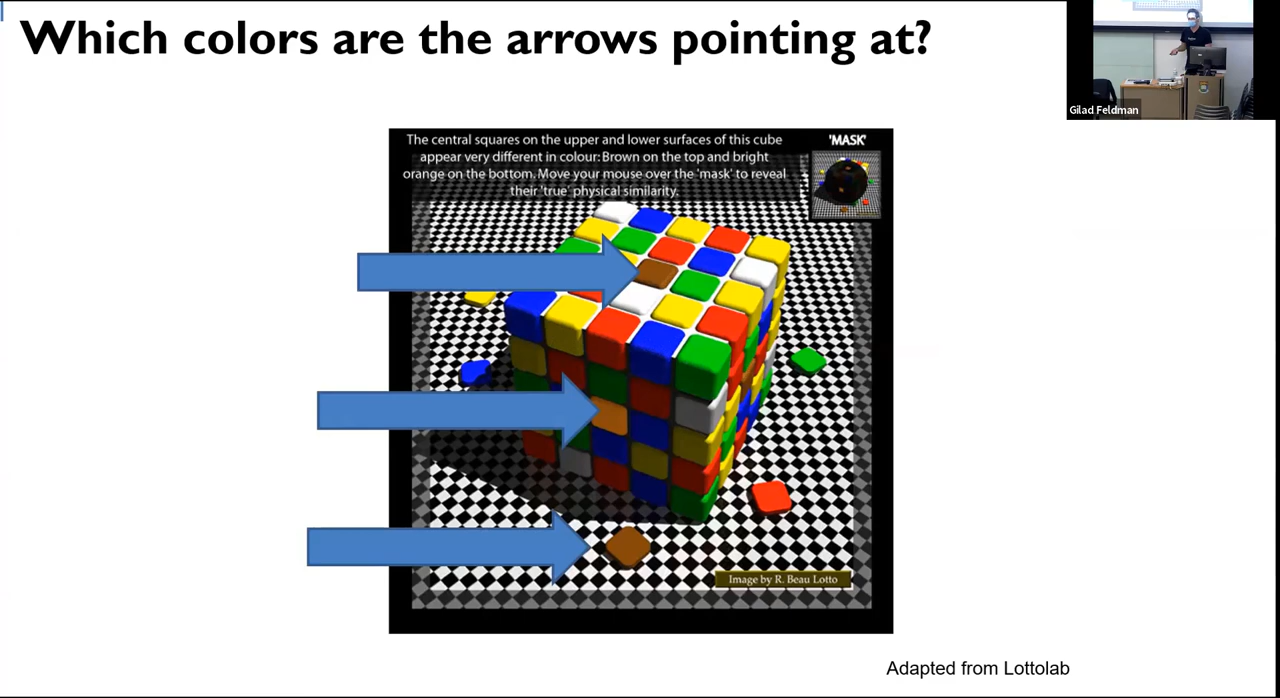 Which colors are the arrows pointing at?
Gilad Feldman
The central squares on the upper and lower surfaces of this cube
appear very different in colour: Brown on the top and bright
orange on the bottom. Move your mouse over the 'mask' to reveal
their 'true' physical similarity.
'MASK'
Image by R. Beau Lotto
Adapted from Lottolab